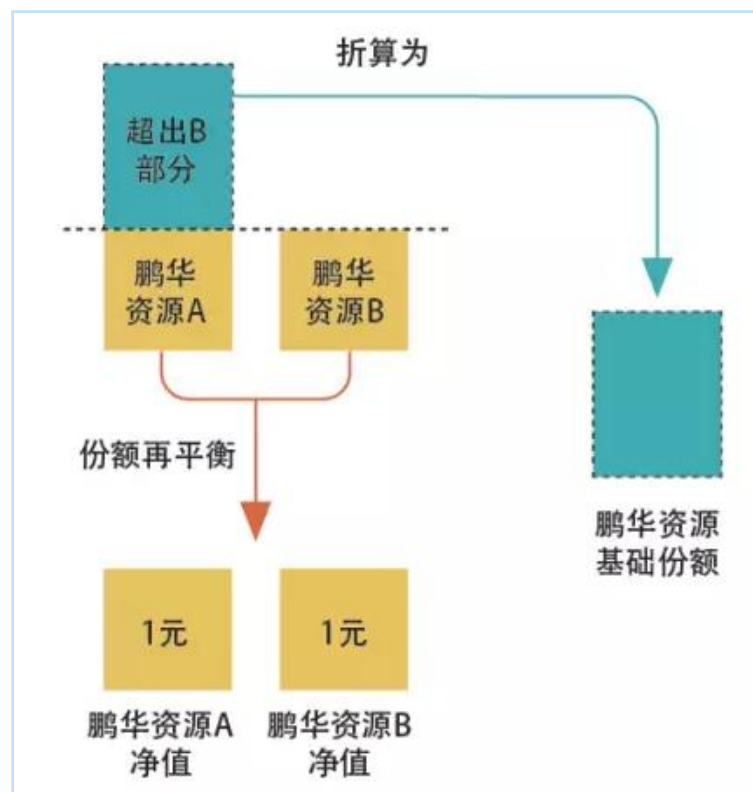 折算为
超出B
部分
鹏华
资源A
鹏华
资源B
份额再平衡
鹏华资源
基础份额
1元
1元
鹏华资源A
净值
鹏华资源B
净值